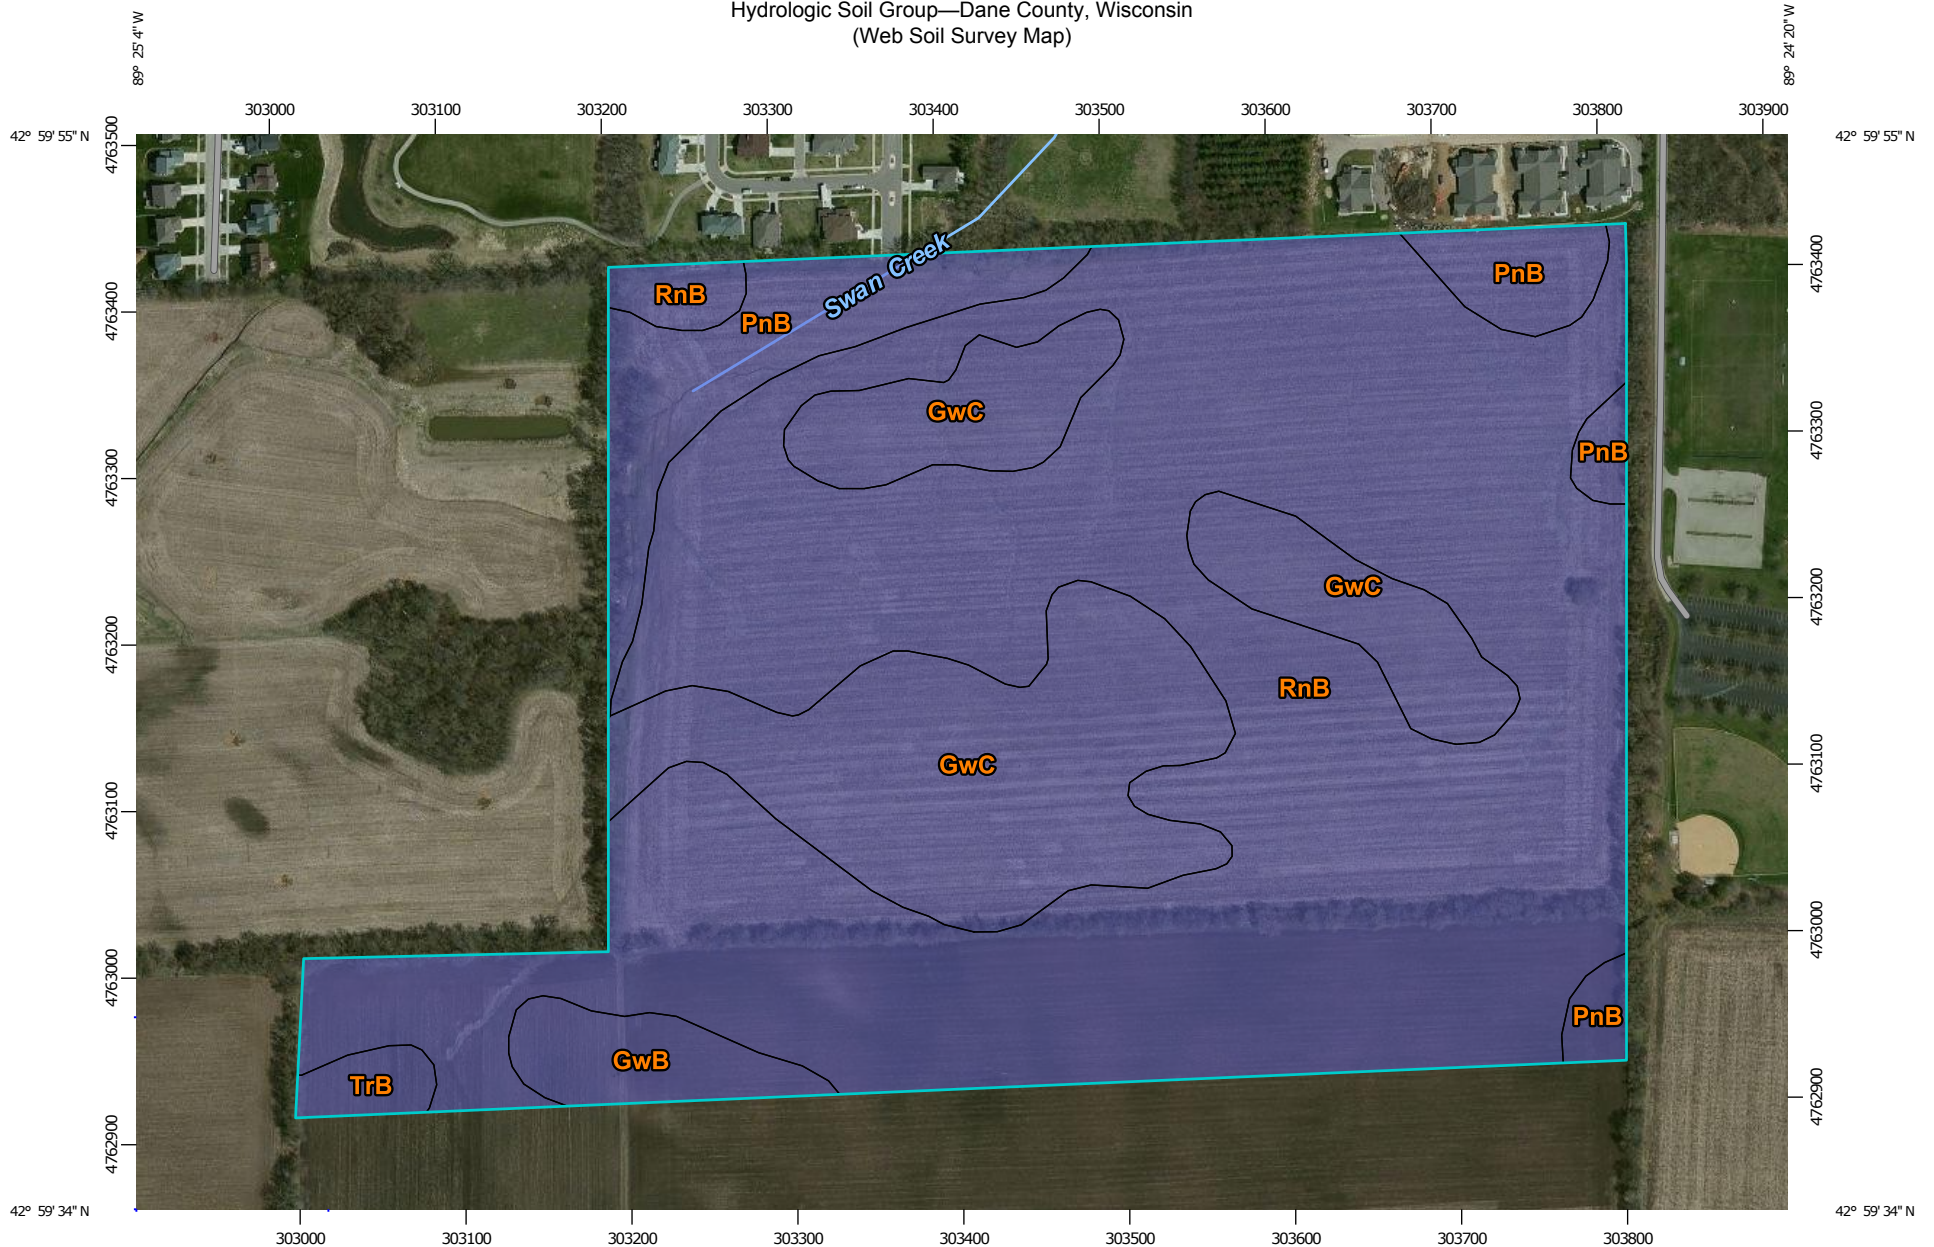 Hydrologic Soil Group—Dane County, Wisconsin
(Web Soil Survey Map)
89° 25' 4" W
89° 24' 20" W
303000 303100 303200 303300 303400 303500 303600 303700 303800 303900
42° 59' 55" N
42° 59' 55" N
4763500
4763400
4763300
4763200
4763100
4763000
4762900
4763400
4763300
4763200
4763100
4763000
4762900
Swan Creek
PnB
RnB
PnB
GwC
PnB
GwC
RnB
GwC
PnB
GwB
TrB
42° 59' 34" N
42° 59' 34" N
303000 303100 303200 303300 303400 303500 303600 303700 303800